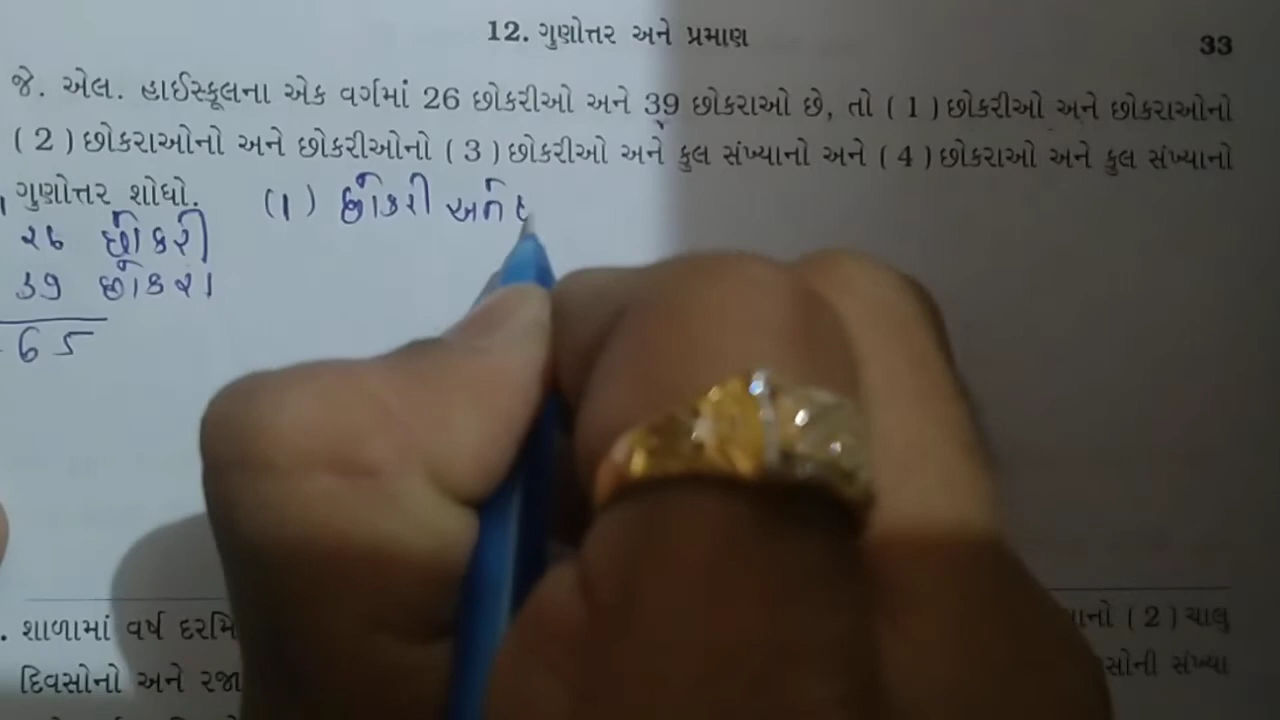 12. ગુણોત્તર અને પ્રમાણ
33
જે. એલ. હાઈસ્કૂલના એક વર્ગમાં 26 છોકરીઓ અને 39 છોકરાઓ છે, તો ( 1 ) છોકરીઓ અને છોકરાઓનો
( 2 ) છોકરાઓનો અને છોકરીઓનો ( 3 ) છોકરીઓ અને કુલ સંખ્યાનો અને ( 4 ) છોકરાઓ અને કુલ સંખ્યાનો
ગુણોત્તર શોધો.
(1) છોકરી અને
૨૬ છોકરી
39 છોકરા
65
શાળામાં વર્ષ દરમિ
ાનો ( 2 ) ચાલુ
દિવસોનો અને રજા
સોની સંખ્યા